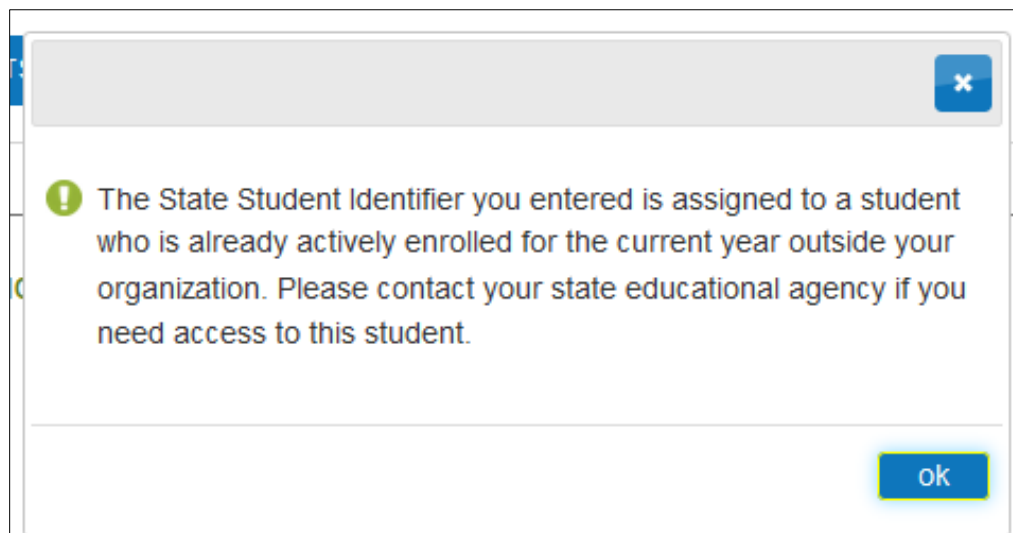 The State Student Identifier you entered is assigned to a student
who is already actively enrolled for the current year outside your
organization. Please contact your state educational agency if you
need access to this student.
ok